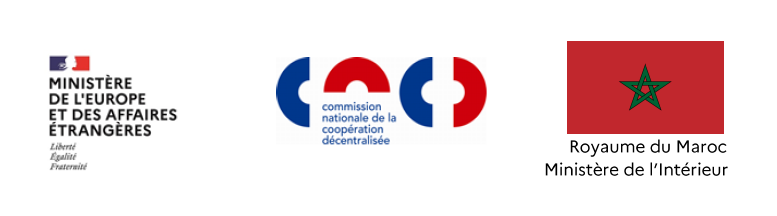 MINISTÈRE
DE L'EUROPE
ET DES AFFAIRES
ÉTRANGÈRES
Liberté
Égalité
Fraternité
commission
nationale de la
coopération
décentralisée
Royaume du Maroc
Ministère de l'Intérieur